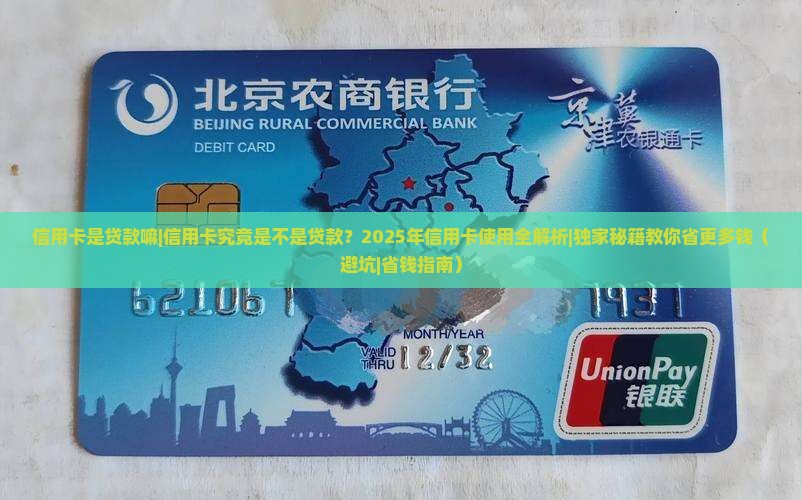 北京农商银行
BEIJING RURAL COMMERCIAL BANK
DEBIT CARD
京津冀
农银通卡
信用卡是贷款嘛|信用卡究竟是不是贷款？2025年信用卡使用全解析|独家秘籍教你省更多钱（
避坑|省钱指南）
621067
7937
MONTH/YEAR
VALID
THRU 12/32
UnionPay
银联